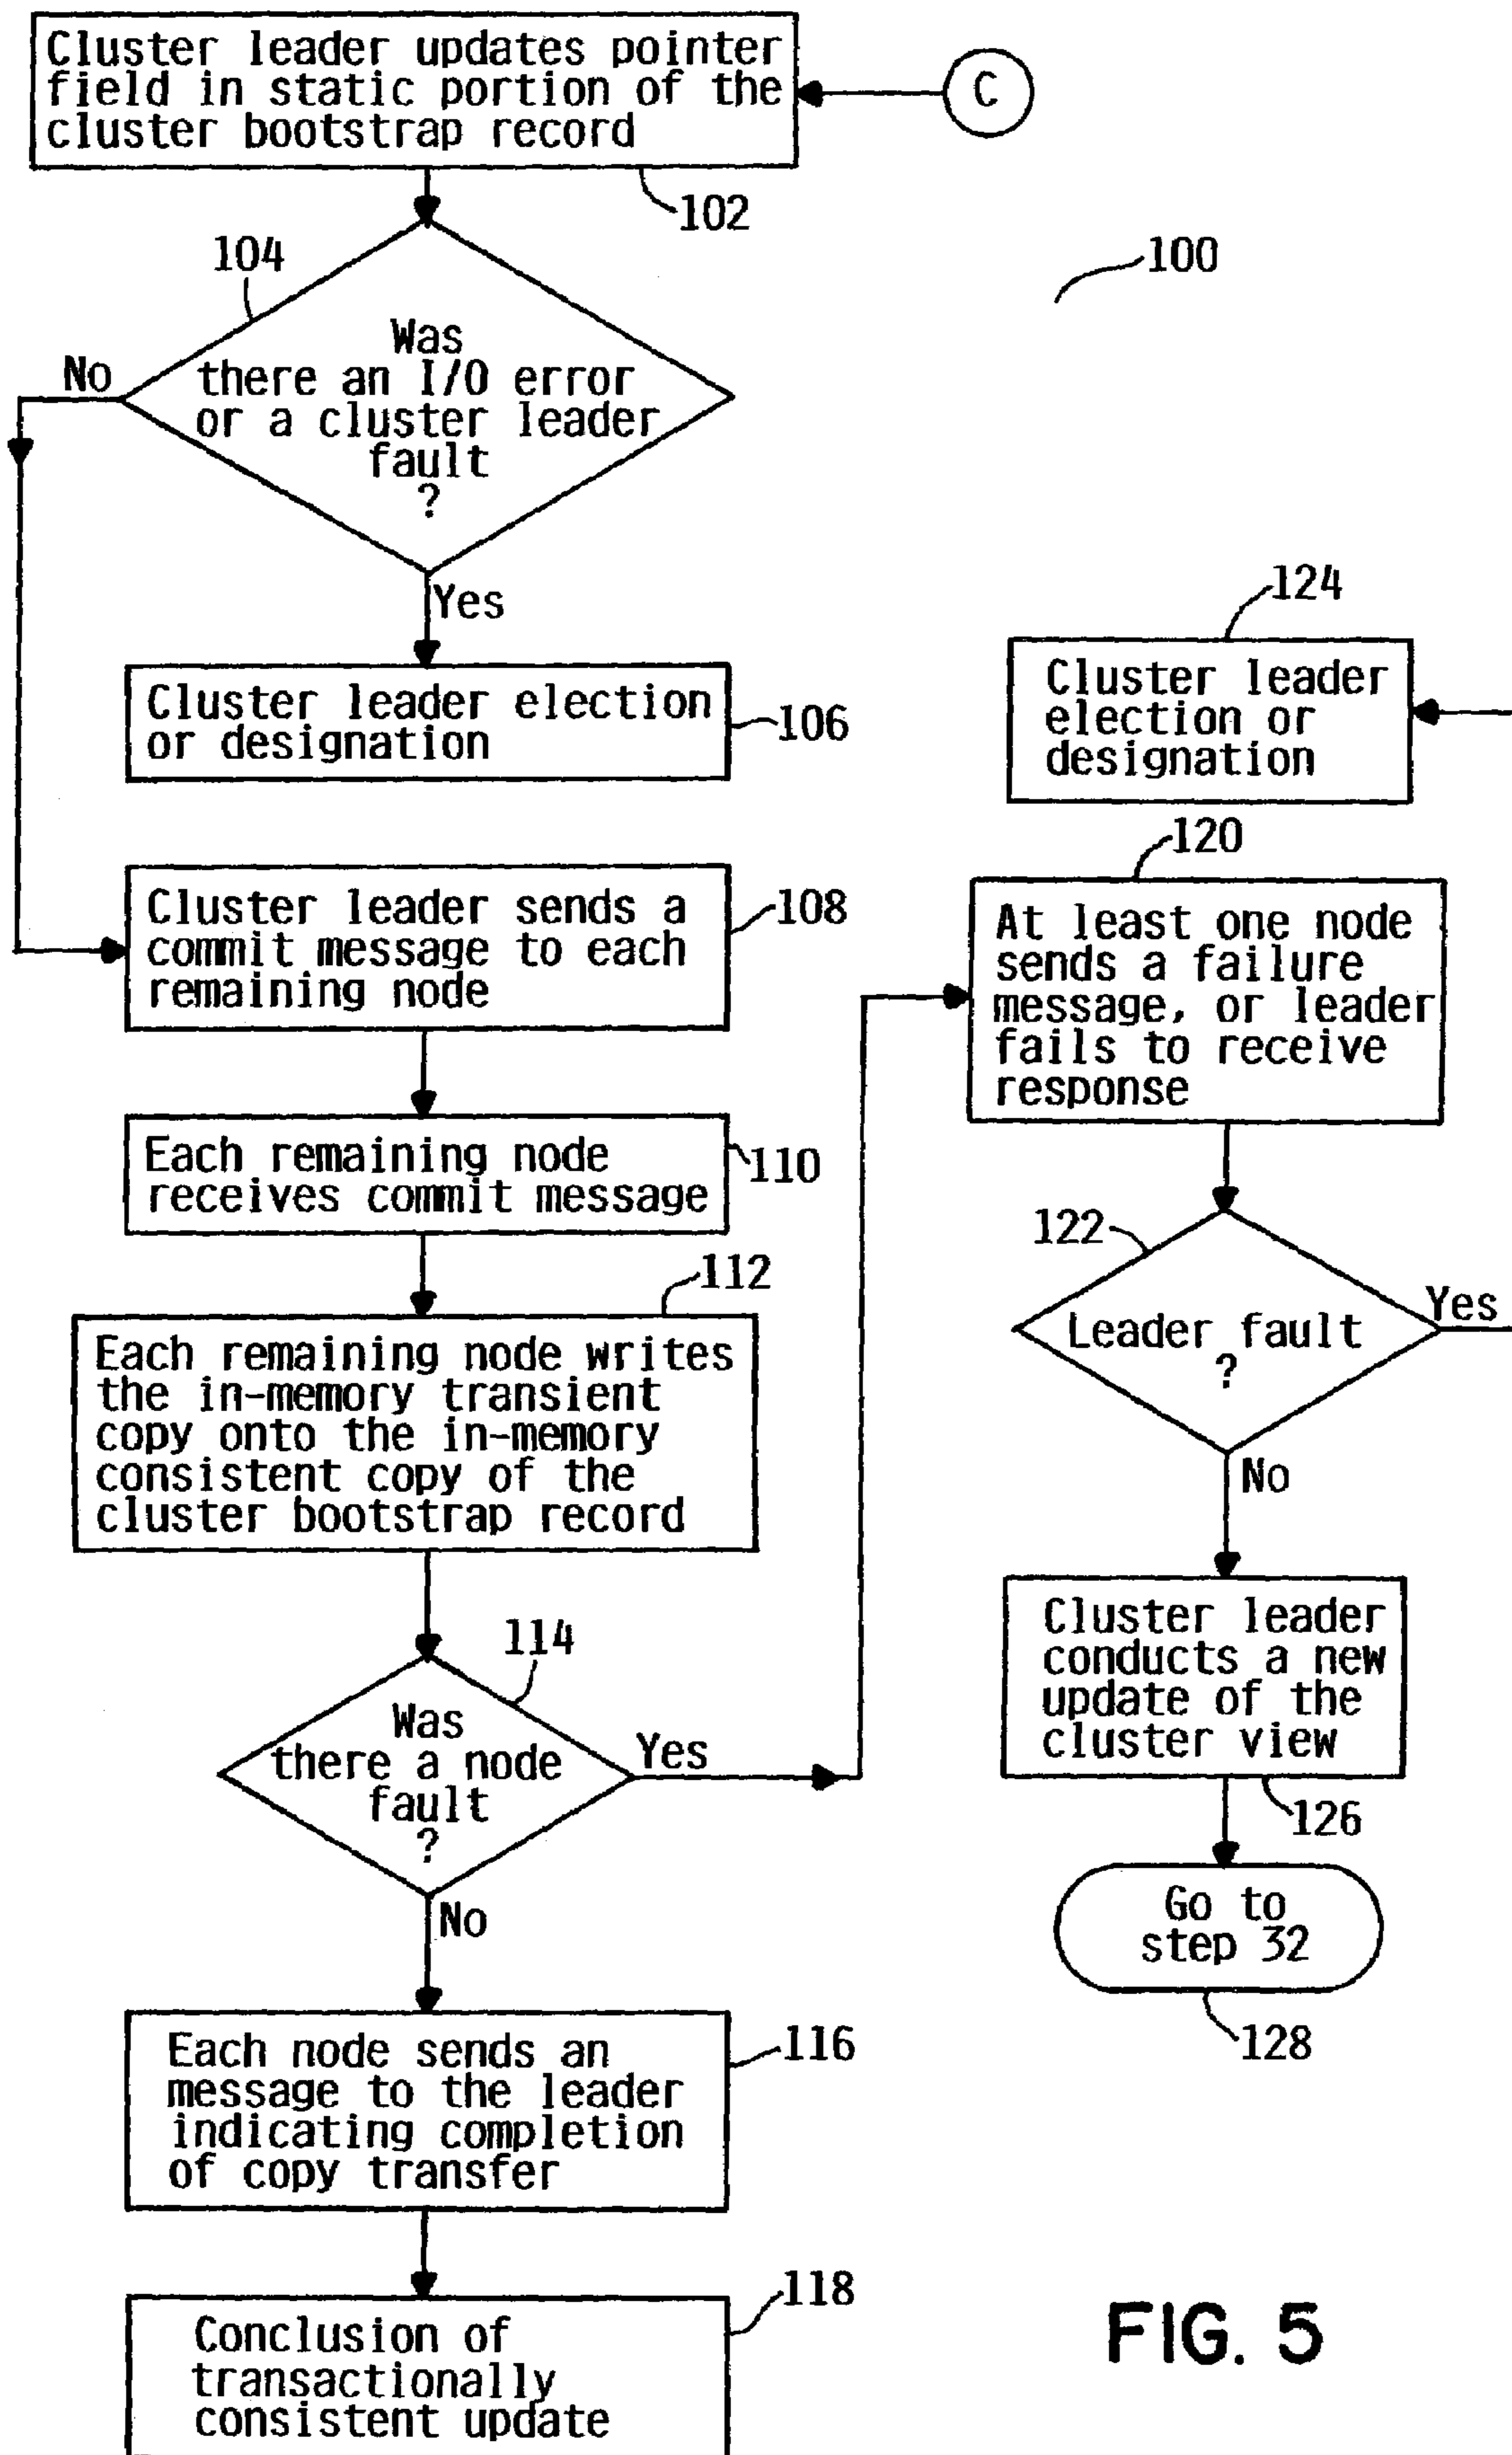 Cluster leader updates pointer
field in static portion of the
cluster bootstrap record
C
102
100
104
Was
there an I/O error
or a cluster leader
fault
?
No
Yes
Cluster leader election
or designation
106
Cluster leader sends a
commit message to each
remaining node
108
Each remaining node
receives commit message
110
112
Each remaining node writes
the in-memory transient
copy onto the in-memory
consistent copy of the
cluster bootstrap record
114
Was
there a node
fault
?
Yes
No
Each node sends an
message to the leader
indicating completion
of copy transfer
116
118
Conclusion of
transactionally
consistent update
124
Cluster leader
election or
designation
120
At least one node
sends a failure
message, or leader
fails to receive
response
122
Leader fault
?
Yes
No
Cluster leader
conducts a new
update of the
cluster view
126
Go to
step 32
128
FIG. 5